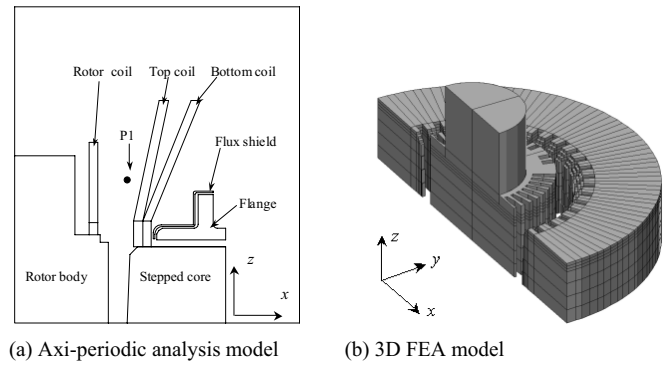 Rotor coil
Top coil
Bottom coil
P1
Flux shield
Flange
z
Rotor body
Stepped core
x
z
y
x
(a) Axi-periodic analysis model
(b) 3D FEA model